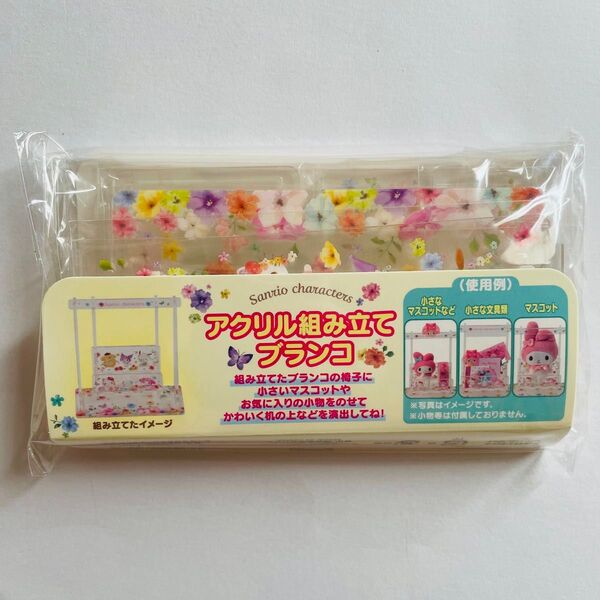 Sanrio characters
アクリル組み立て
ブランコ
組み立てたブランコの椅子に
小さいマスコットや
お気に入りの小物をのせて
かわいく机の上などを演出してね!
組み立てたイメージ
(使用例)
小さな
マスコットなど
小さな文具類
マスコット
※写真はイメージです。
※小物等は付属しておりません。